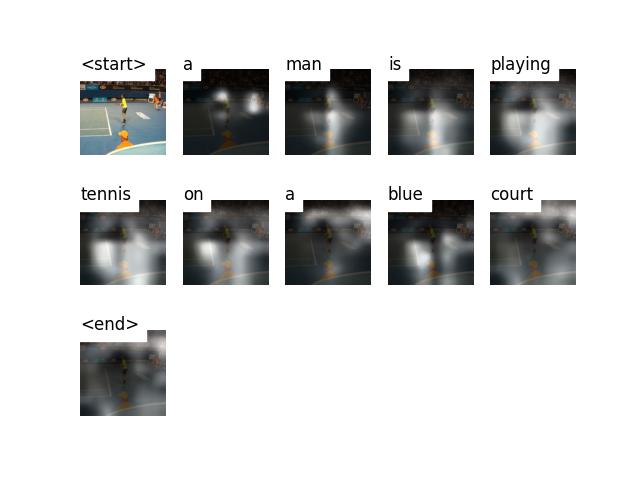 <start> a man is playing
tennis on a blue court
<end>